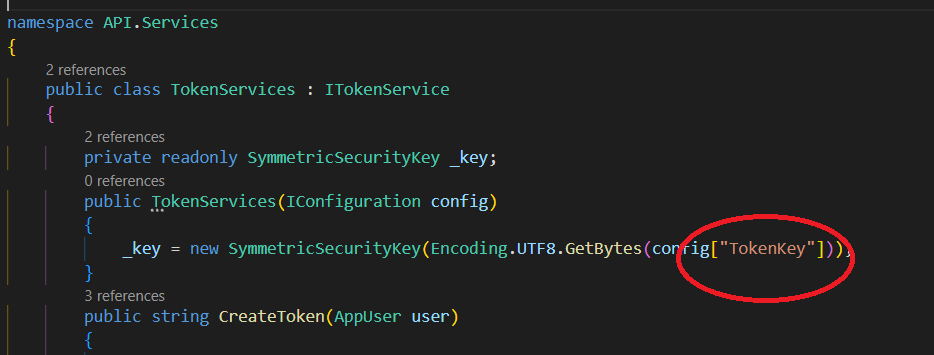 namespace API.Services
{
2 references
public class TokenServices : ITokenService
{
2 references
private readonly SymmetricSecurityKey _key;
0 references
public TokenServices(IConfiguration config)
{
_key = new SymmetricSecurityKey(Encoding.UTF8.GetBytes(config["TokenKey"]));
}
3 references
public string CreateToken(AppUser user)
{